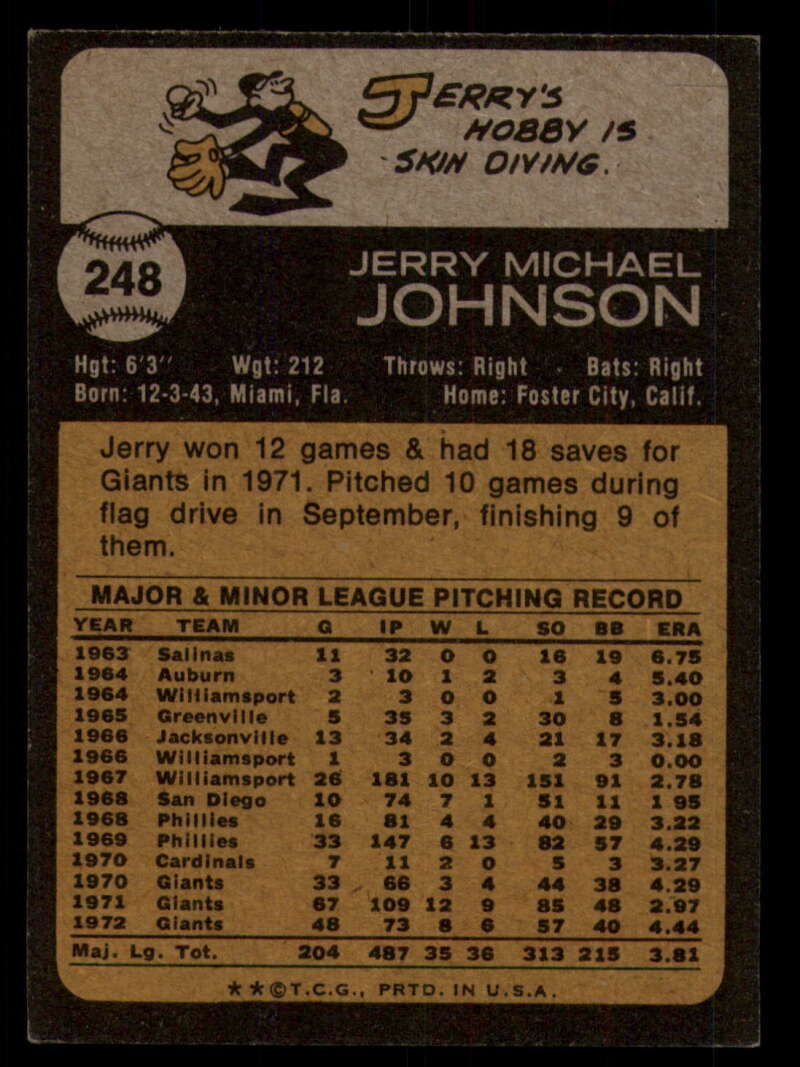 JERRY'S
HOBBY IS
SKIN DIVING.
248
JERRY MICHAEL
JOHNSON
Hgt: 6'3" Wgt: 212 Throws: Right Bats: Right
Born: 12-3-43, Miami, Fla. Home: Foster City, Calif.
Jerry won 12 games & had 18 saves for
Giants in 1971. Pitched 10 games during
flag drive in September, finishing 9 of
them.
MAJOR & MINOR LEAGUE PITCHING RECORD
YEAR TEAM G IP W L SO BB ERA
1963 Salinas 11 32 0 0 16 19 6.75
1964 Auburn 3 10 1 2 3 4 5.40
1964 Williamsport 2 3 0 0 1 5 3.00
1965 Greenville 5 35 3 2 30 8 1.54
1966 Jacksonville 13 34 2 4 21 17 3.18
1966 Williamsport 1 3 0 0 2 3 0.00
1967 Williamsport 26 181 10 13 151 91 2.78
1968 San Diego 10 74 7 1 51 11 1 95
1968 Phillies 16 81 4 4 40 29 3.22
1969 Phillies 33 147 6 13 82 57 4.29
1970 Cardinals 7 11 2 0 5 3 3.27
1970 Giants 33 66 3 4 44 38 4.29
1971 Giants 67 109 12 9 85 48 2.97
1972 Giants 48 73 8 6 57 40 4.44
Maj. Lg. Tot. 204 487 35 36 313 215 3.81
★★©T.C.G., PRTD. IN U.S.A.